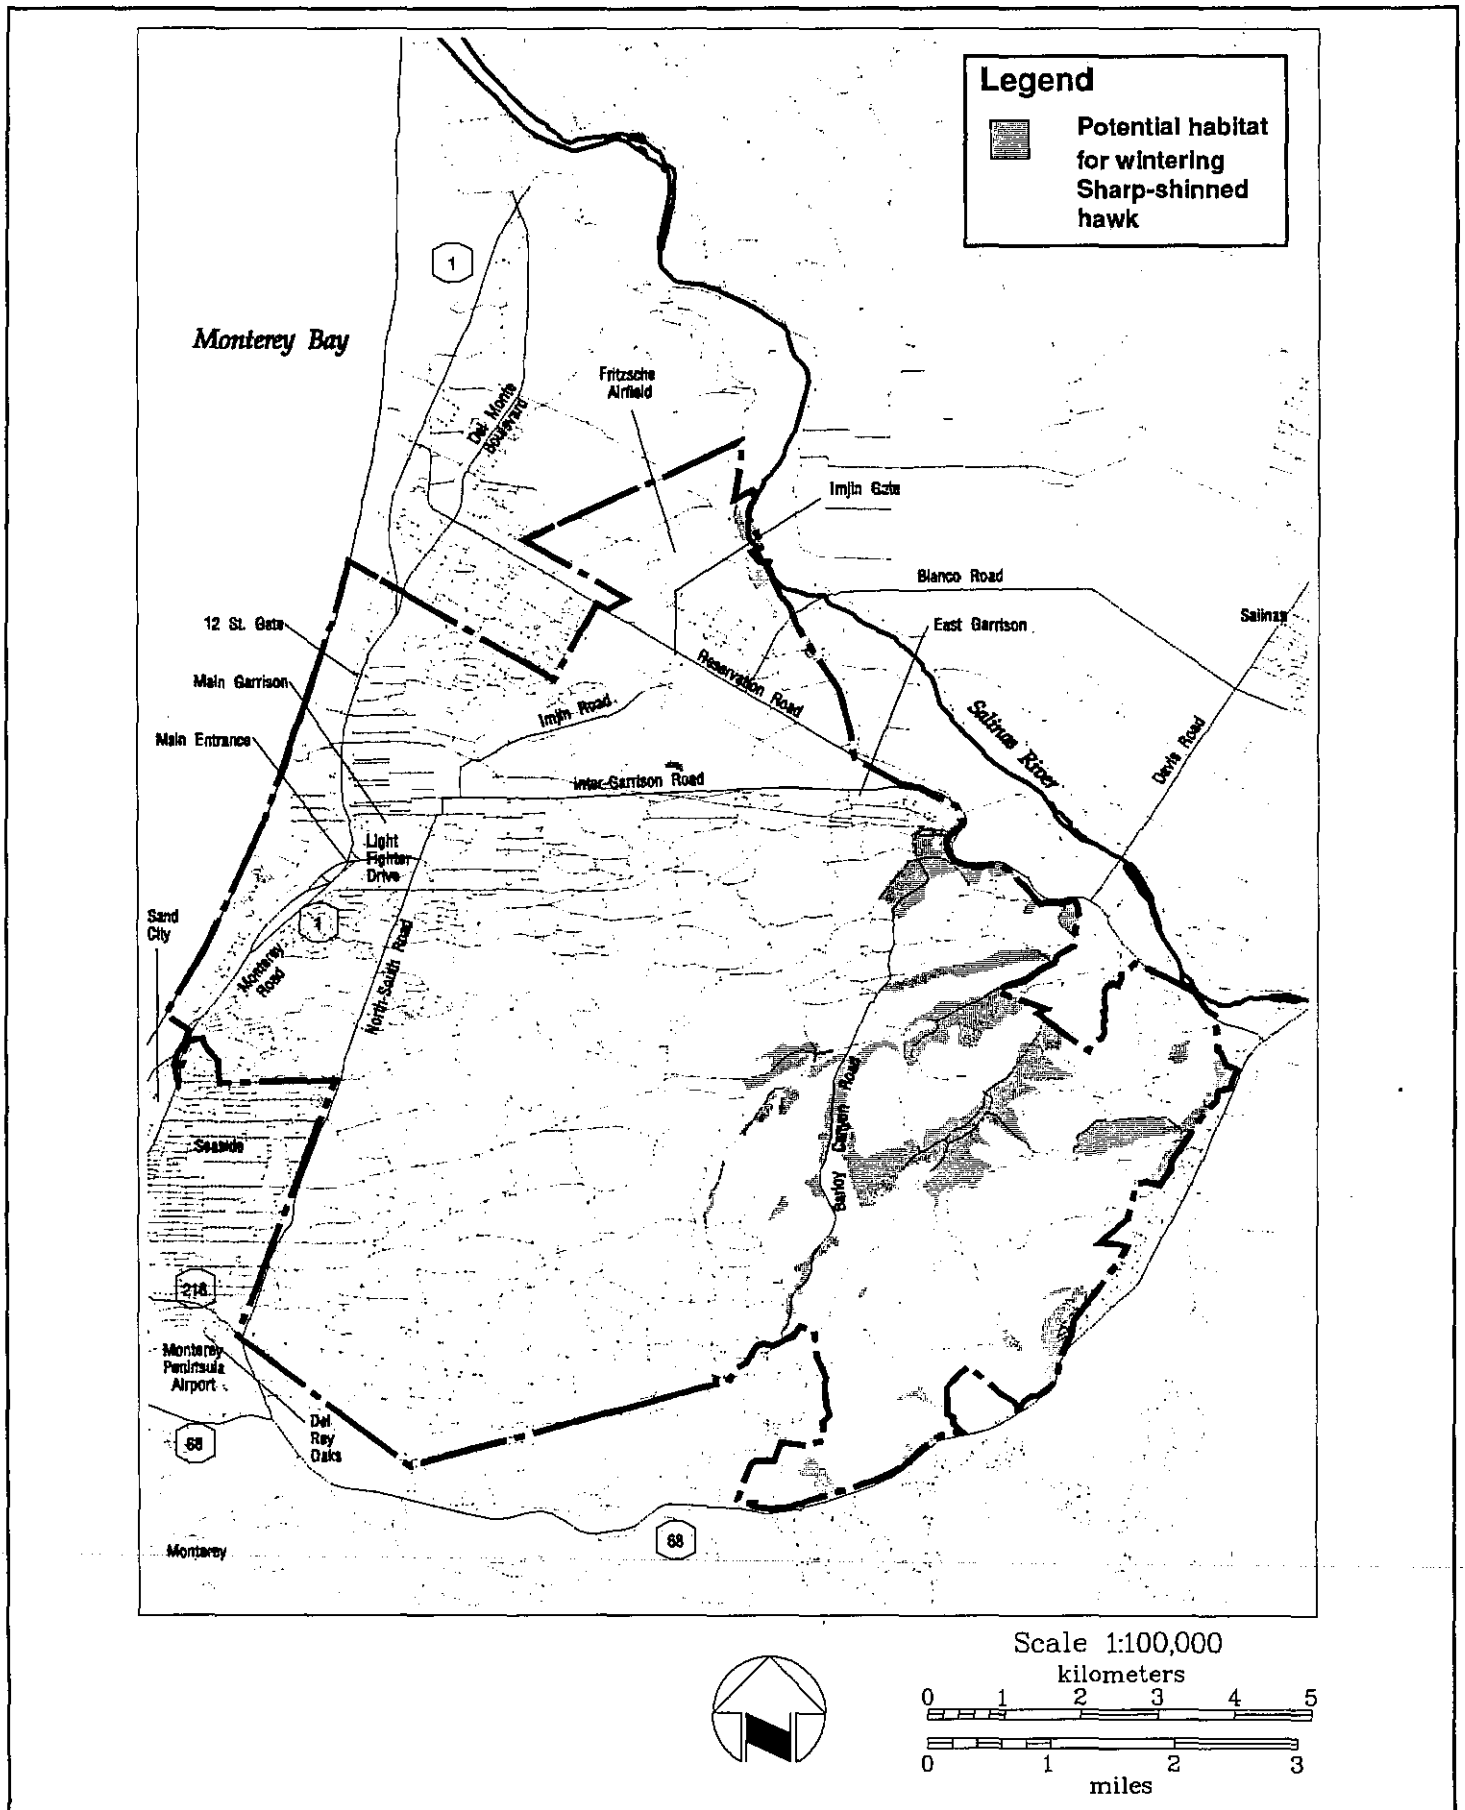 Legend
Potential habitat
for wintering
Sharp-shinned
hawk
1
Monterey Bay
Fritzsche
Airfield
Del Monte
Boulevard
Imjin Gate
Blanco Road
12 St. Gate
East Garrison
Salinas
Main Garrison
Reservation Road
Imjin Road
Salinas River
Main Entrance
Davis Road
Inter-Garrison Road
Light
Fighter
Drive
Sand
City
1
Monterey
Road
North-South Road
Barloy Canyon Road
Seaside
218
Monterey
Peninsula
Airport
Del
Rey
Oaks
68
68
Monterey
Scale 1:100,000
kilometers
0 1 2 3 4 5
0 1 2 3
miles